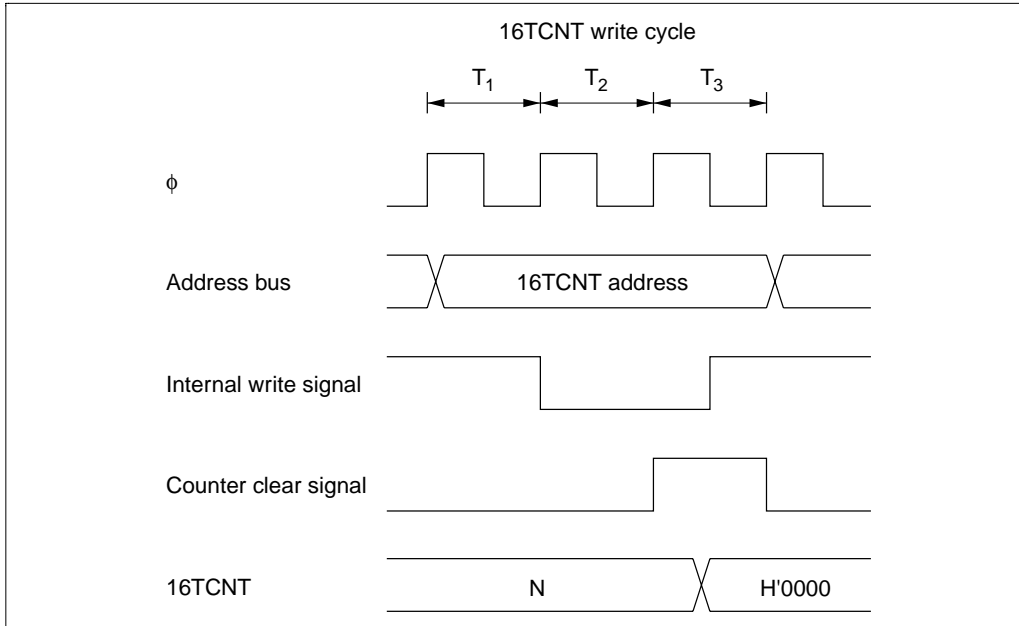 16TCNT write cycle
T₁ T₂ T₃
ϕ
Address bus 16TCNT address
Internal write signal
Counter clear signal
16TCNT N H'0000